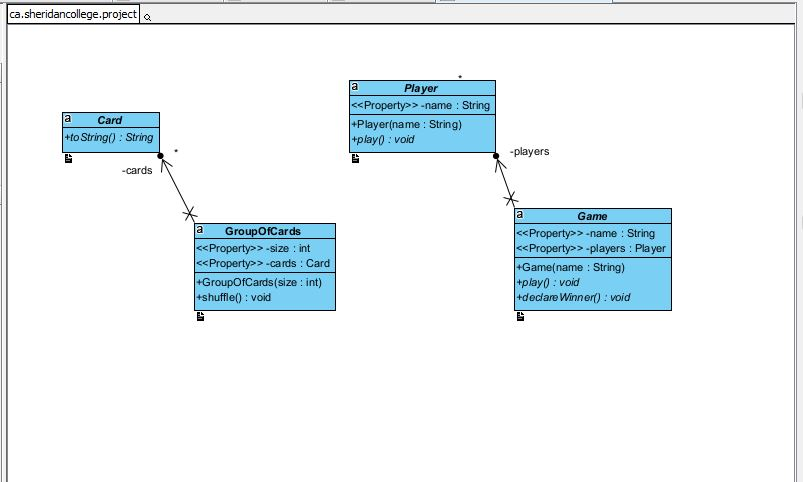 ca.sheridancollege.project
a
Card
+toString() : String
*
-cards
a
GroupOfCards
<<Property>> -size : int
<<Property>> -cards : Card
+GroupOfCards(size : int)
+shuffle() : void
*
a
Player
<<Property>> -name : String
+Player(name : String)
+play() : void
-players
a
Game
<<Property>> -name : String
<<Property>> -players : Player
+Game(name : String)
+play() : void
+declareWinner() : void